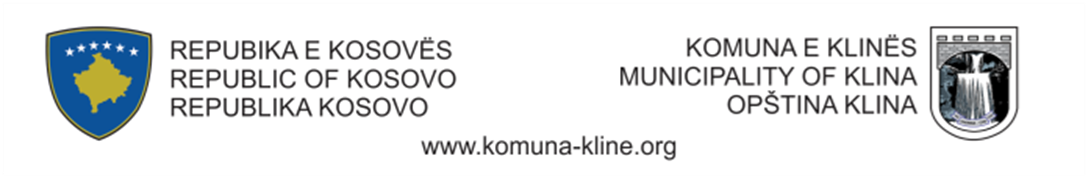 REPUBIKA E KOSOVËS
REPUBLIC OF KOSOVO
REPUBLIKA KOSOVO
KOMUNA E KLINËS
MUNICIPALITY OF KLINA
OPŠTINA KLINA
www.komuna-kline.org